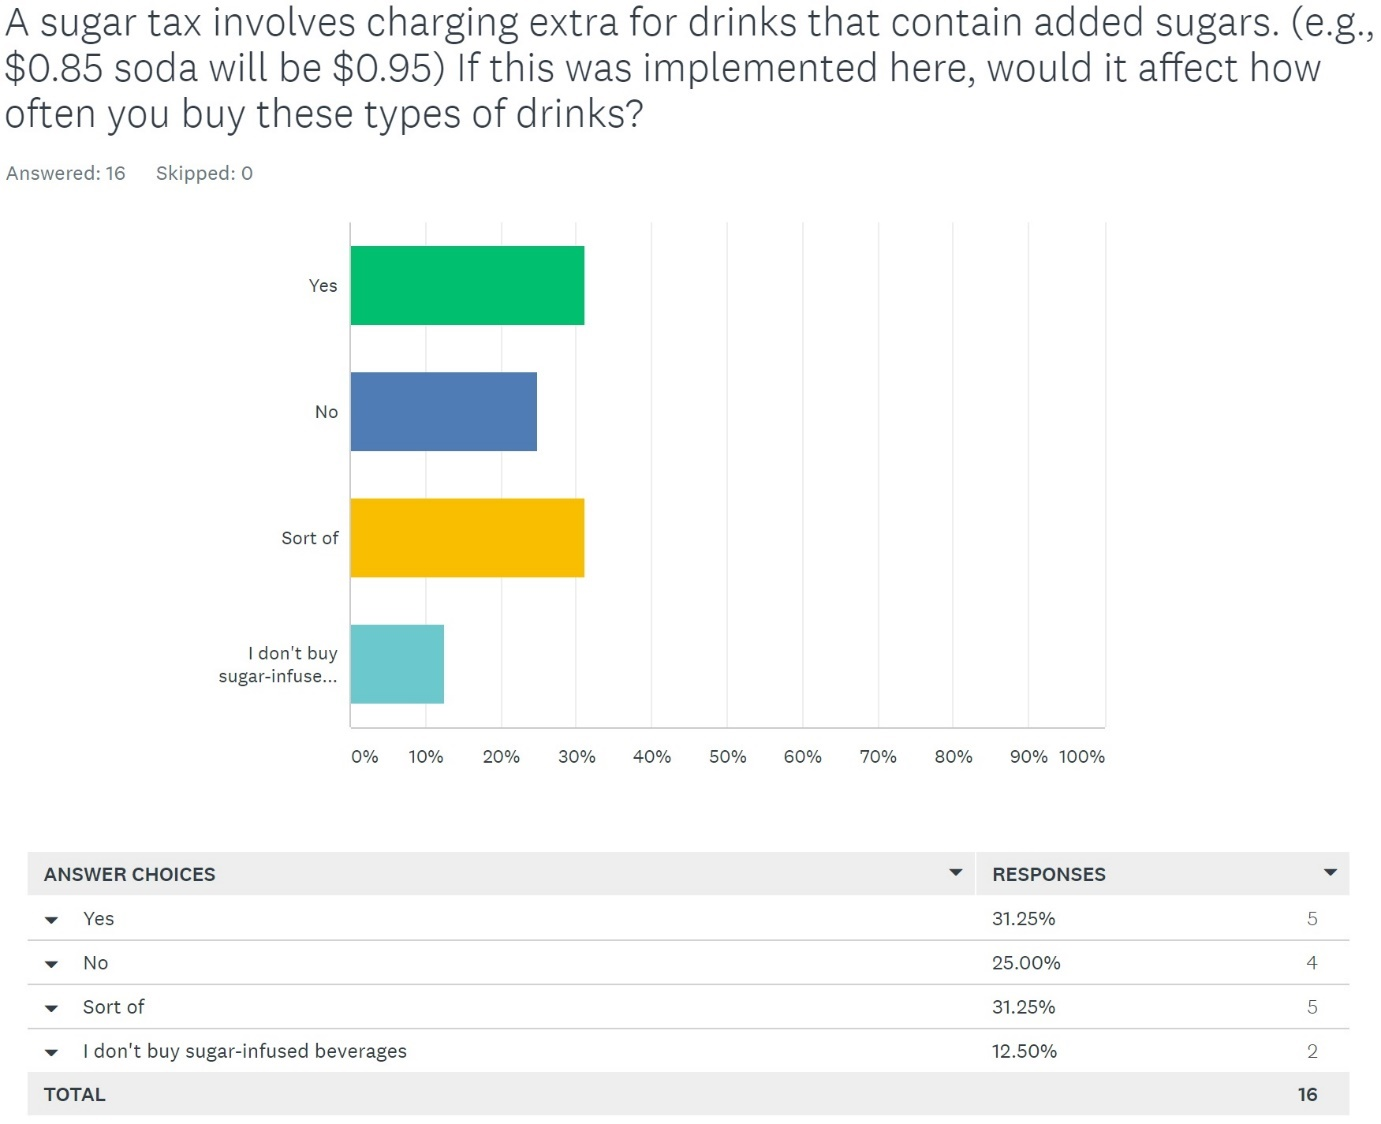 A sugar tax involves charging extra for drinks that contain added sugars. (e.g.,
$0.85 soda will be $0.95) If this was implemented here, would it affect how
often you buy these types of drinks?
Answered: 16 Skipped: 0
Yes
No
Sort of
I don't buy
sugar-infuse...
0% 10% 20% 30% 40% 50% 60% 70% 80% 90% 100%
ANSWER CHOICES RESPONSES
Yes 31.25% 5
No 25.00% 4
Sort of 31.25% 5
I don't buy sugar-infused beverages 12.50% 2
TOTAL 16